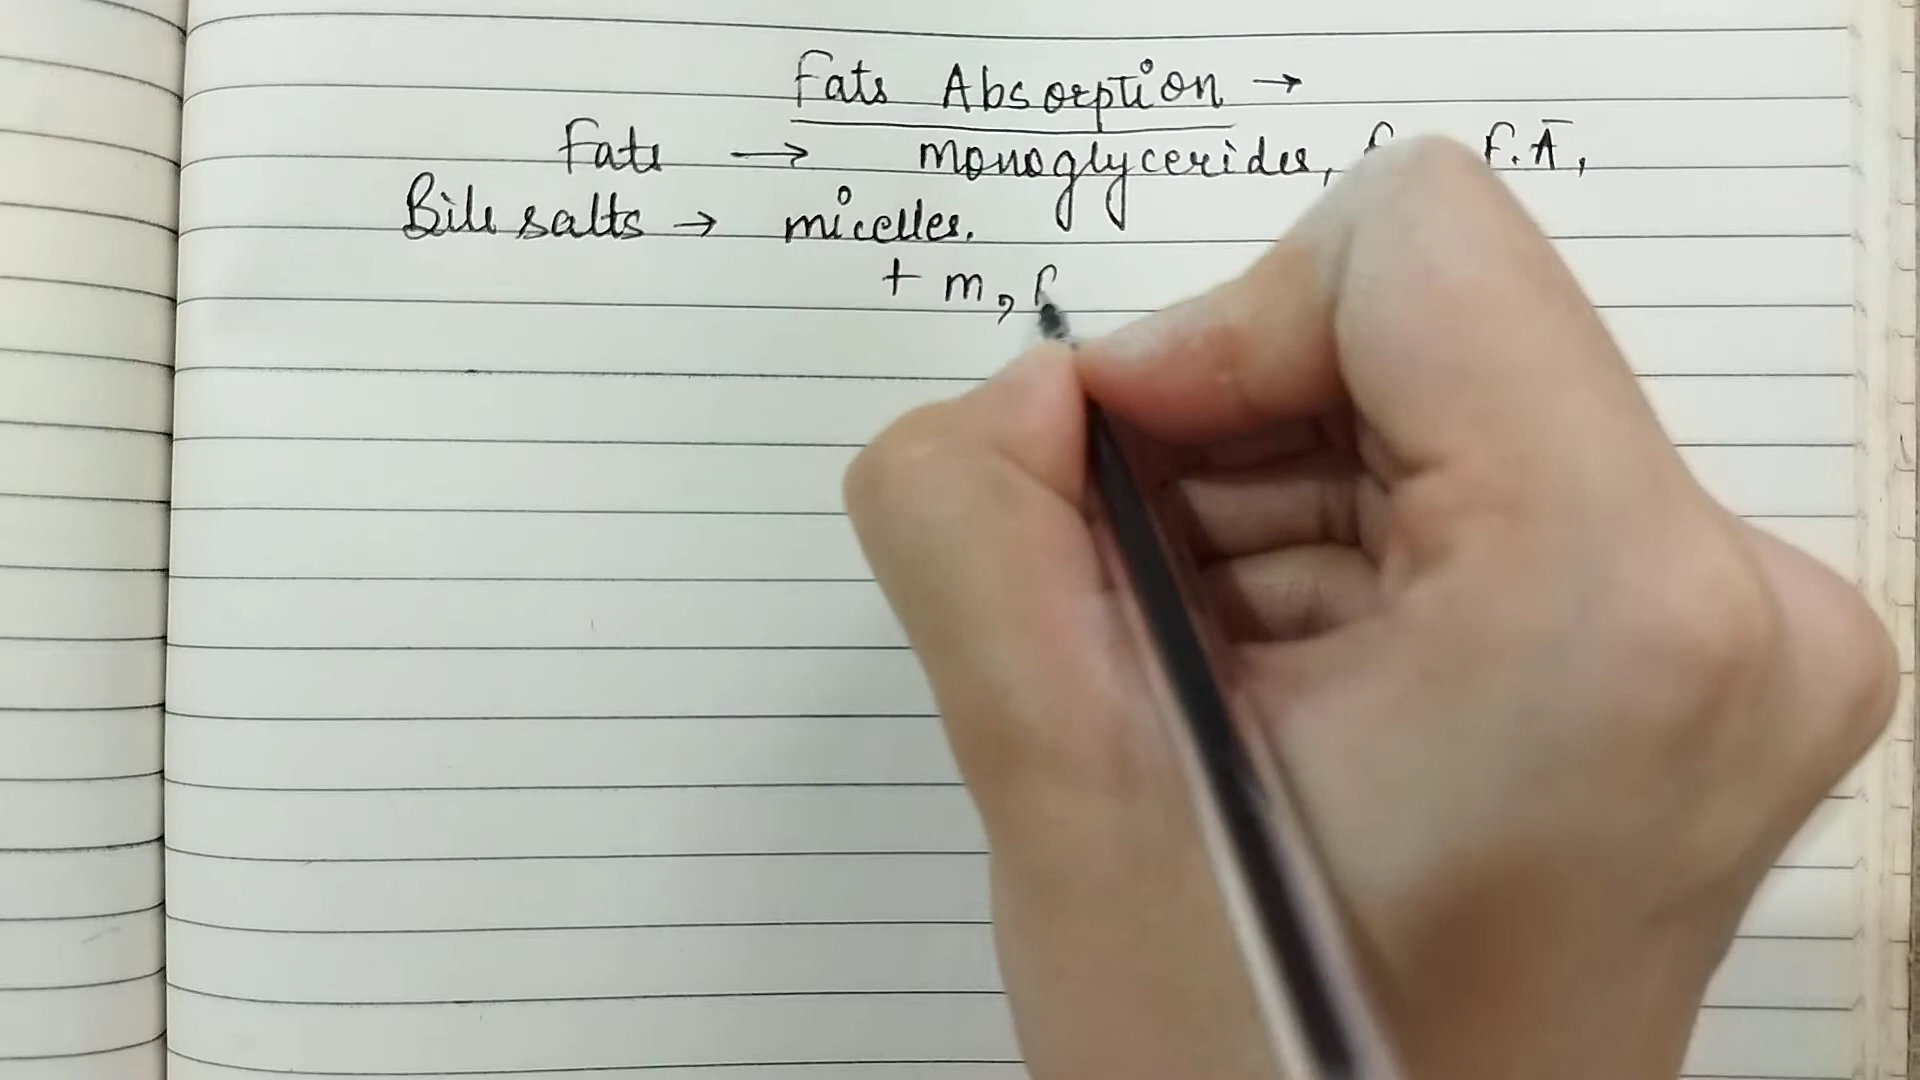 Fats Absorption →
Fats → monoglycerides, F.A,
Bile salts → micelles.
+ m, f